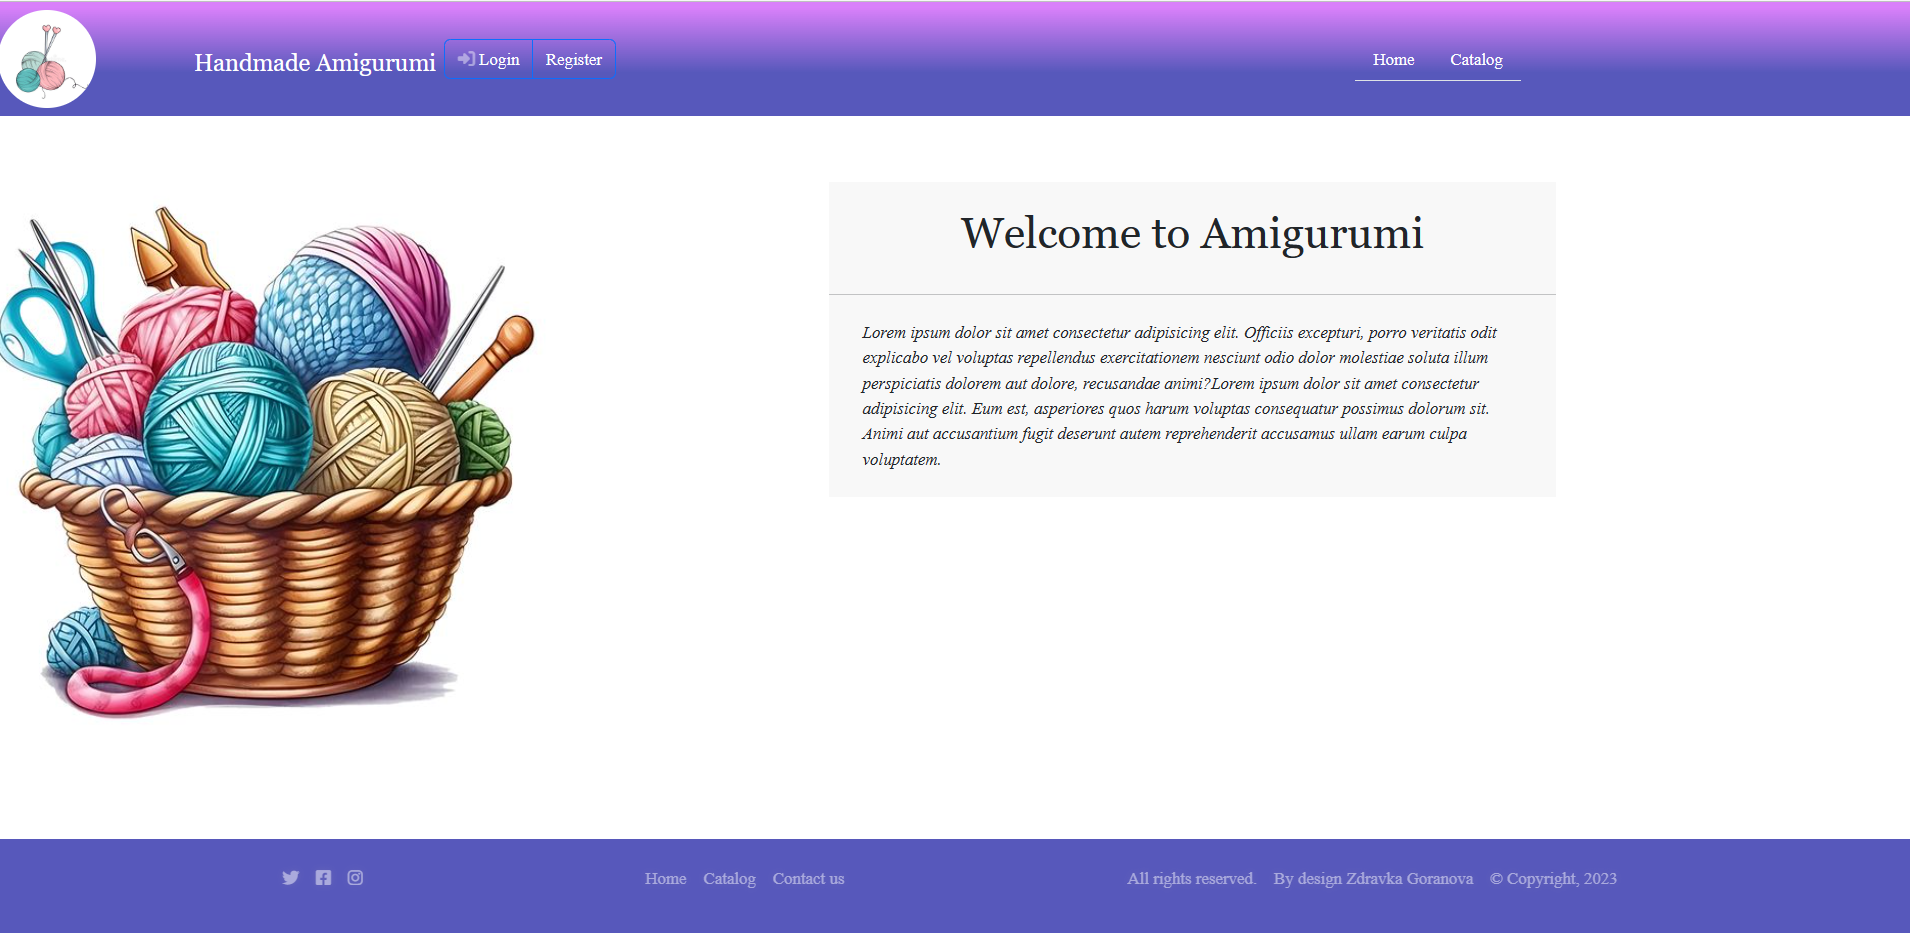 Handmade Amigurumi Login Register Home Catalog
Welcome to Amigurumi
Lorem ipsum dolor sit amet consectetur adipisicing elit. Officiis excepturi, porro veritatis odit
explicabo vel voluptas repellendus exercitationem nesciunt odio dolor molestiae soluta illum
perspiciatis dolorem aut dolore, recusandae animi?Lorem ipsum dolor sit amet consectetur
adipisicing elit. Eum est, asperiores quos harum voluptas consequatur possimus dolorum sit.
Animi aut accusantium fugit deserunt autem reprehenderit accusamus ullam earum culpa
voluptatem.
Home Catalog Contact us All rights reserved. By design Zdravka Goranova © Copyright, 2023